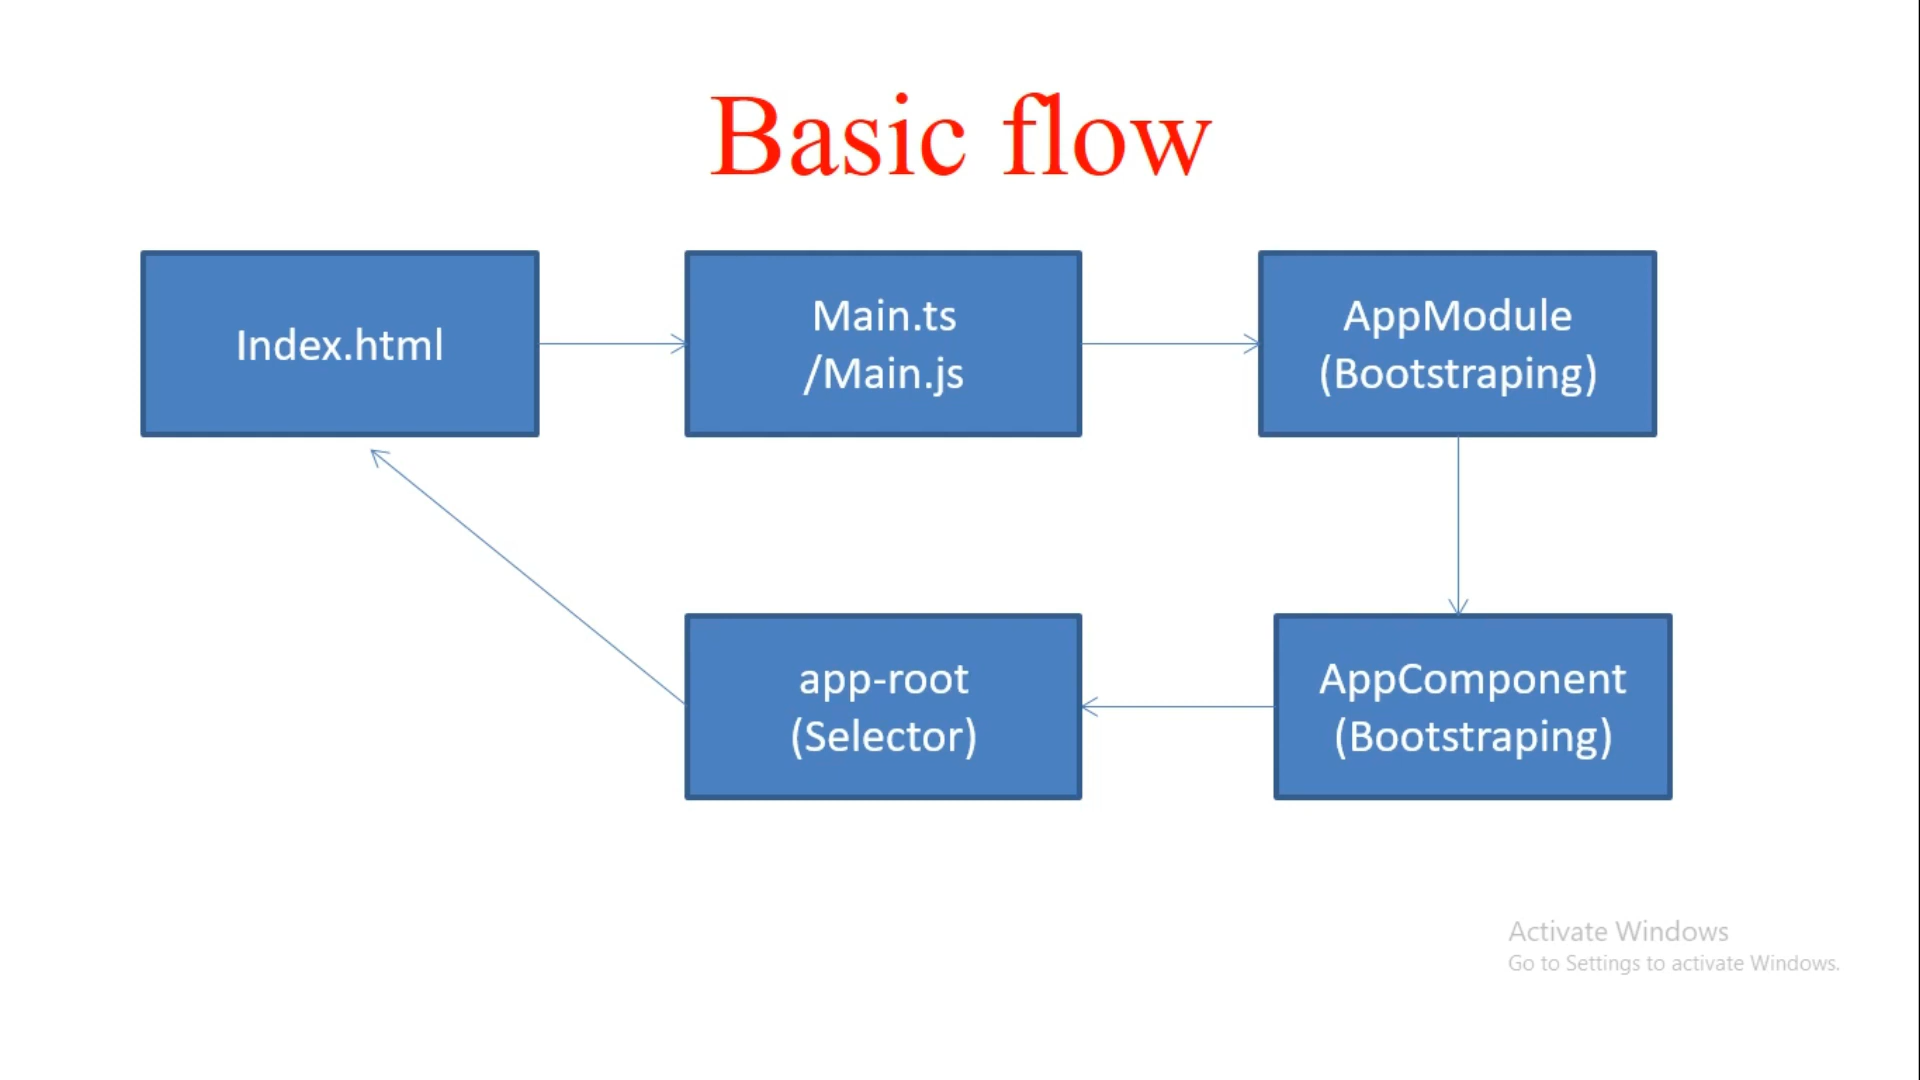 Basic flow
Index.html
Main.ts
/Main.js
AppModule
(Bootstraping)
app-root
(Selector)
AppComponent
(Bootstraping)
Activate Windows
Go to Settings to activate Windows.